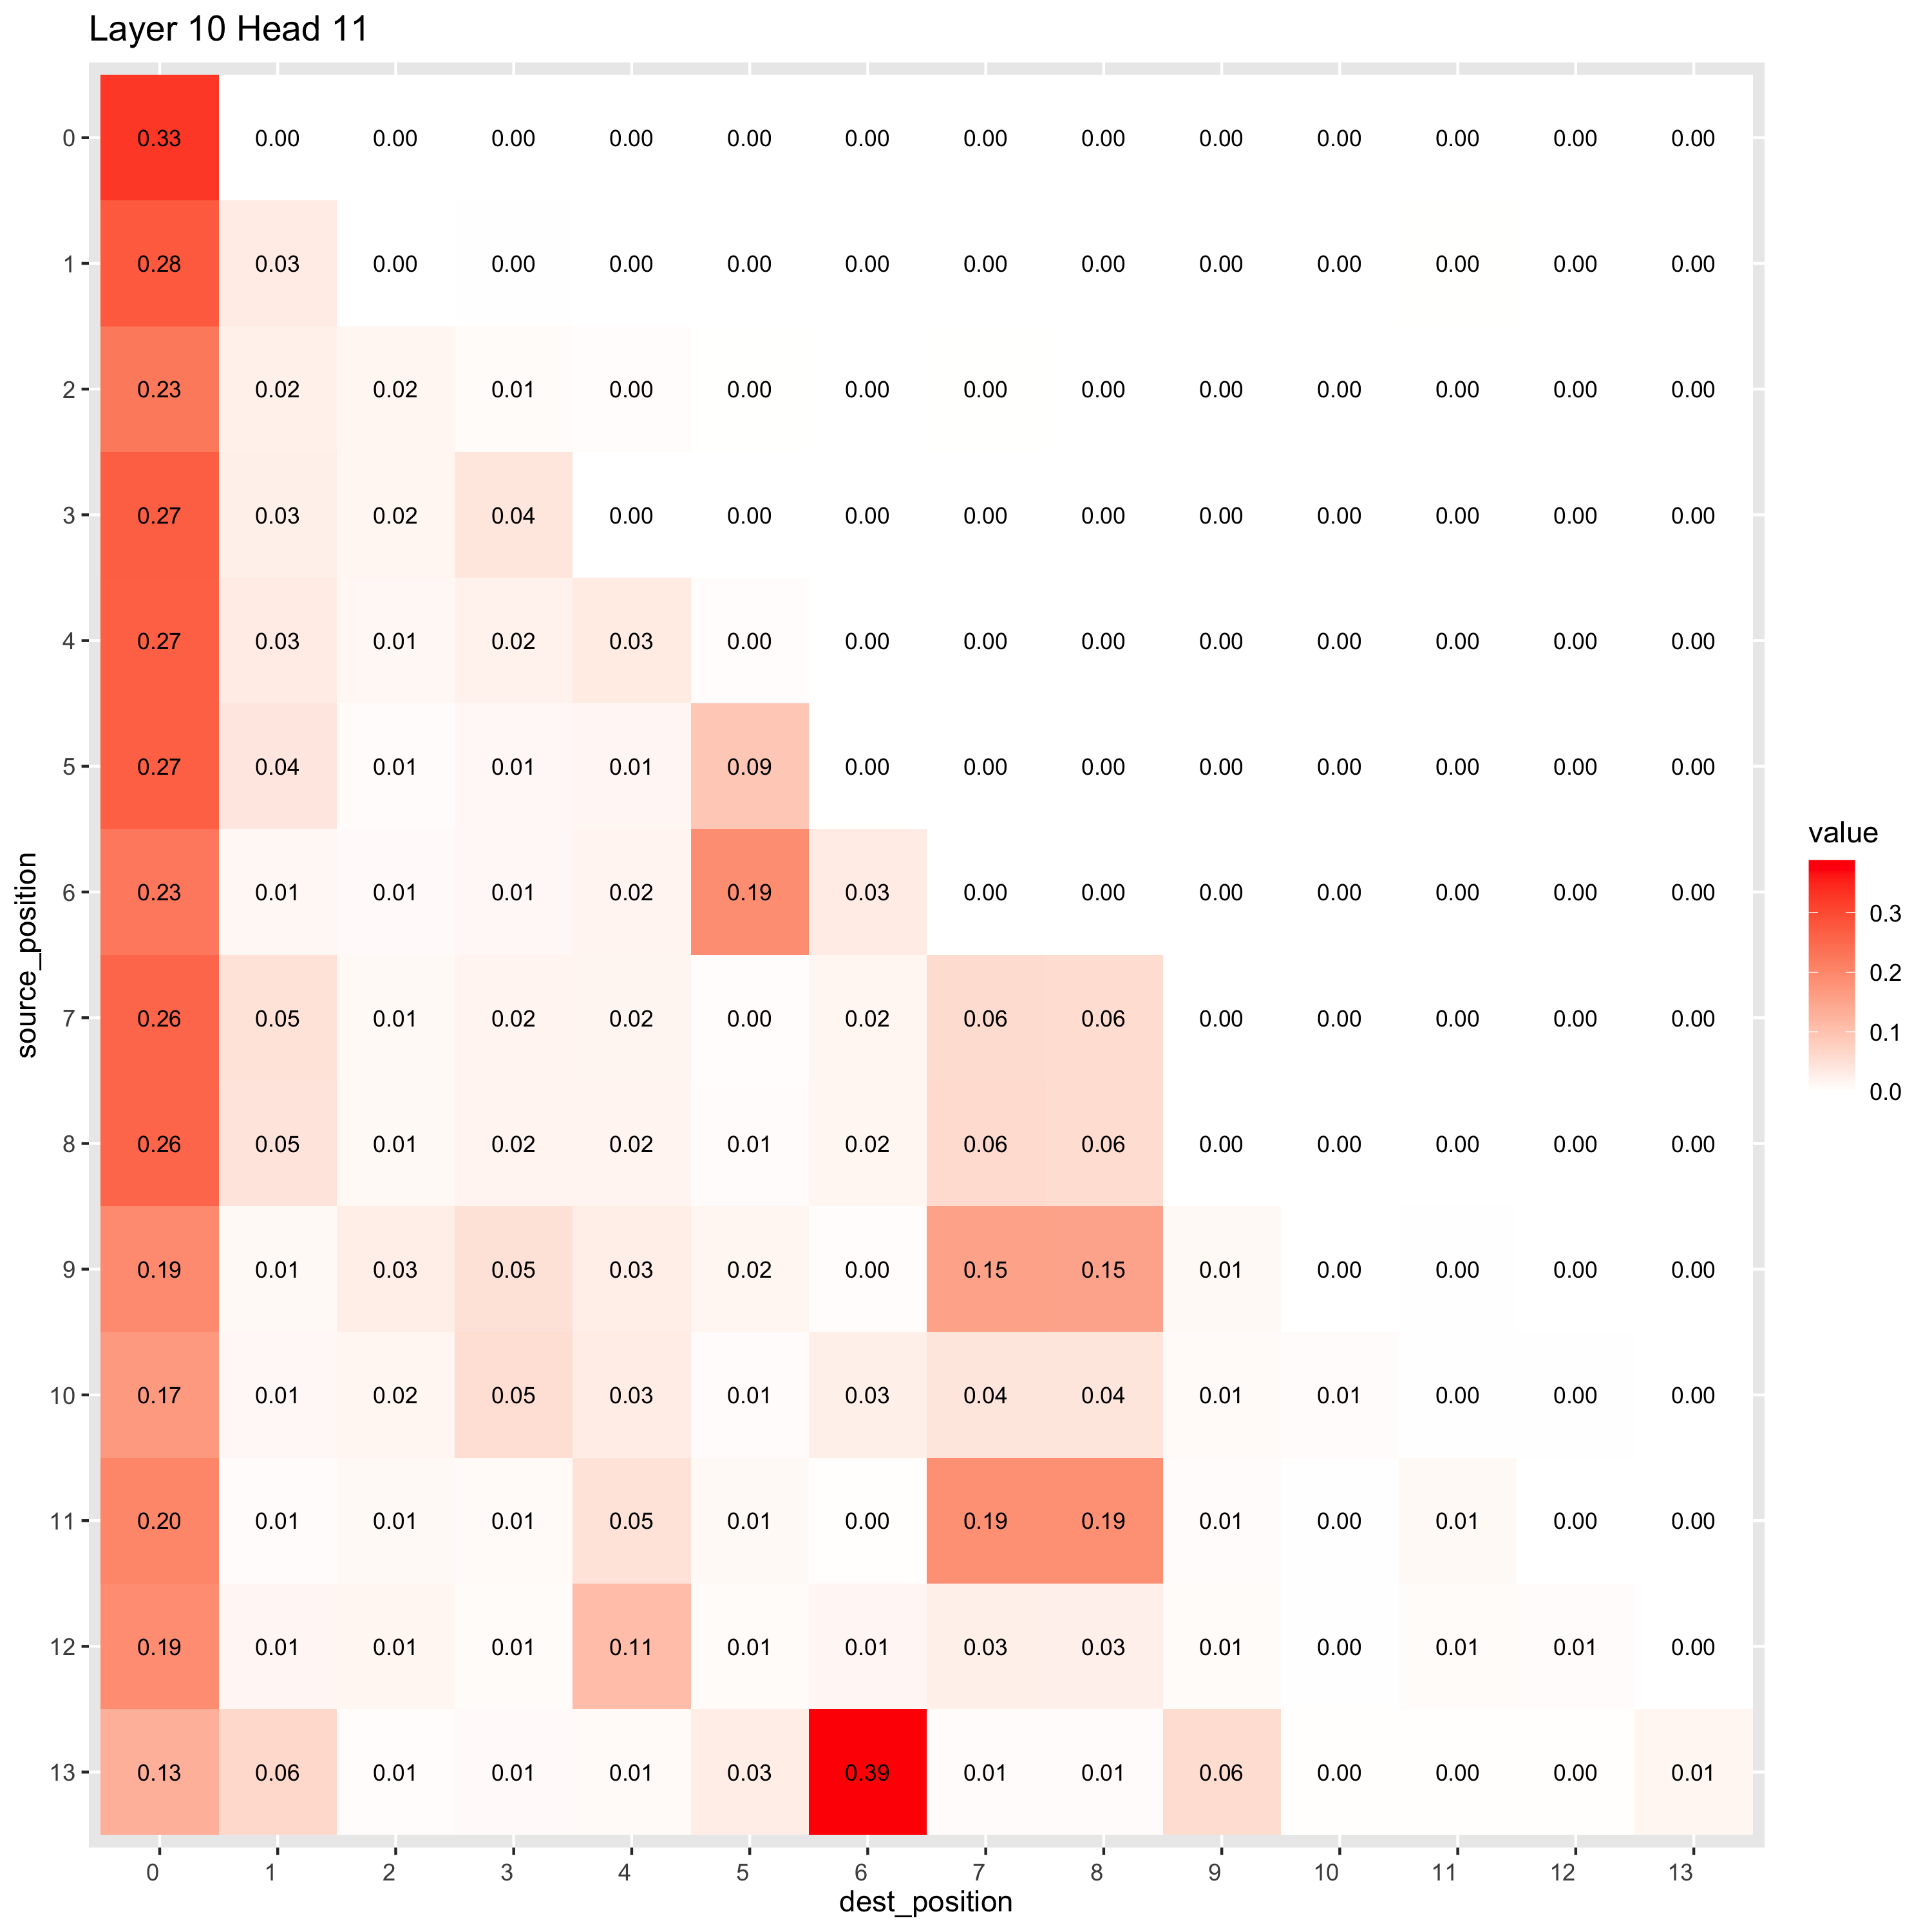 Layer 10 Head 11
0 0.33 0.00 0.00 0.00 0.00 0.00 0.00 0.00 0.00 0.00 0.00 0.00 0.00 0.00
1 0.28 0.03 0.00 0.00 0.00 0.00 0.00 0.00 0.00 0.00 0.00 0.00 0.00 0.00
2 0.23 0.02 0.02 0.01 0.00 0.00 0.00 0.00 0.00 0.00 0.00 0.00 0.00 0.00
3 0.27 0.03 0.02 0.04 0.00 0.00 0.00 0.00 0.00 0.00 0.00 0.00 0.00 0.00
4 0.27 0.03 0.01 0.02 0.03 0.00 0.00 0.00 0.00 0.00 0.00 0.00 0.00 0.00
5 0.27 0.04 0.01 0.01 0.01 0.09 0.00 0.00 0.00 0.00 0.00 0.00 0.00 0.00
6 0.23 0.01 0.01 0.01 0.02 0.19 0.03 0.00 0.00 0.00 0.00 0.00 0.00 0.00
7 0.26 0.05 0.01 0.02 0.02 0.00 0.02 0.06 0.06 0.00 0.00 0.00 0.00 0.00
8 0.26 0.05 0.01 0.02 0.02 0.01 0.02 0.06 0.06 0.00 0.00 0.00 0.00 0.00
9 0.19 0.01 0.03 0.05 0.03 0.02 0.00 0.15 0.15 0.01 0.00 0.00 0.00 0.00
10 0.17 0.01 0.02 0.05 0.03 0.01 0.03 0.04 0.04 0.01 0.01 0.00 0.00 0.00
11 0.20 0.01 0.01 0.01 0.05 0.01 0.00 0.19 0.19 0.01 0.00 0.01 0.00 0.00
12 0.19 0.01 0.01 0.01 0.11 0.01 0.01 0.03 0.03 0.01 0.00 0.01 0.01 0.00
13 0.13 0.06 0.01 0.01 0.01 0.03 0.39 0.01 0.01 0.06 0.00 0.00 0.00 0.01
0 1 2 3 4 5 6 7 8 9 10 11 12 13
dest_position
source_position
value
0.3
0.2
0.1
0.0